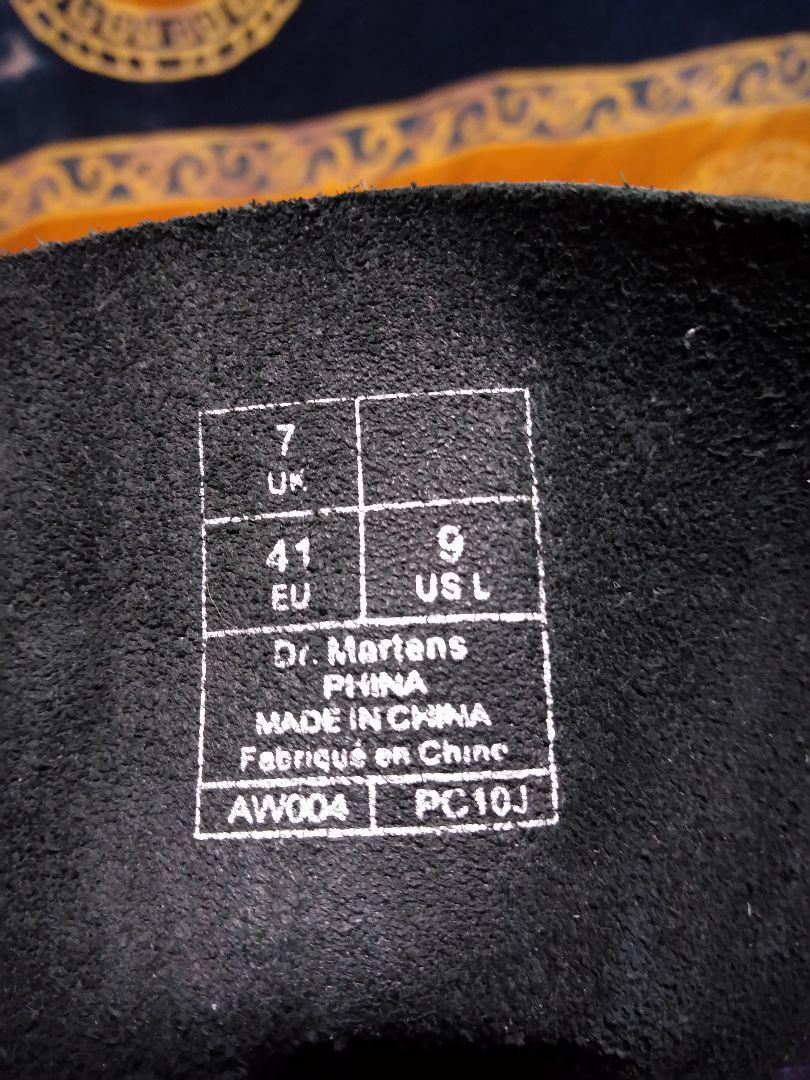 7
UK
41
EU
9
US L
Dr. Martens
PHINA
MADE IN CHINA
Fabriqué en Chine
AW004
PC10J